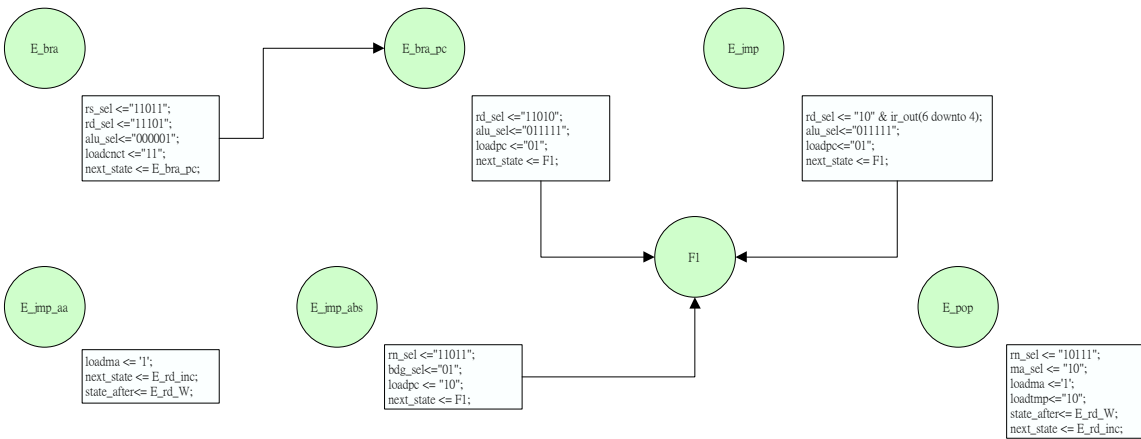 E_bra
E_bra_pc
E_jmp
rs_sel <="11011";
rd_sel <="11101";
alu_sel<="000001";
loadcnct <="11";
next_state <= E_bra_pc;
rd_sel <="11010";
alu_sel<="011111";
loadpc <="01";
next_state <= F1;
rd_sel <= "10" & ir_out(6 downto 4);
alu_sel<="011111";
loadpc<="01";
next_state <= F1;
F1
E_jmp_aa
E_jmp_abs
E_pop
loadma <= '1';
next_state <= E_rd_inc;
state_after<= E_rd_W;
rn_sel <="11011";
bdg_sel<="01";
loadpc <= "10";
next_state <= F1;
rn_sel <= "10111";
ma_sel <= "10";
loadma <='1';
loadtmp<="10";
state_after<= E_rd_W;
next_state <= E_rd_inc;